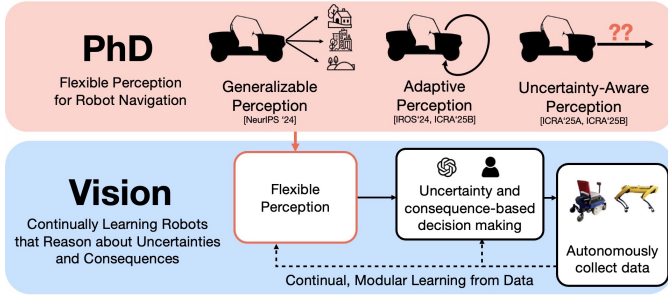 PhD
Flexible Perception
for Robot Navigation
Generalizable
Perception
[NeurIPS '24]
Adaptive
Perception
[IROS'24, ICRA'25B]
??
Uncertainty-Aware
Perception
[ICRA'25A, ICRA'25B]
Vision
Continually Learning Robots
that Reason about Uncertainties
and Consequences
Flexible
Perception
Uncertainty and
consequence-based
decision making
Autonomously
collect data
Continual, Modular Learning from Data